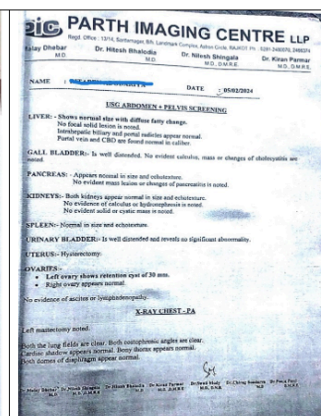 PARTH IMAGING CENTRE LLP
Malay Dhebar
M.D.
Dr. Hitesh Bhalodia
M.D.
Dr. Nilesh Shingala
M.D., D.M.R.E.
Dr. Kiran Parmar
M.D., D.M.R.E.
NAME :
DATE : 05/02/2024
USG ABDOMEN + PELVIS SCREENING
LIVER: - Shows normal size with diffuse fatty change.
No focal solid lesion is noted.
Intrahepatic biliary and portal radicles appear normal.
Portal vein and CBD are found normal in caliber.
GALL BLADDER:- Is well distended. No evident calculus, mass or changes of cholecystitis are
noted.
PANCREAS: - Appears normal in size and echotexture.
No evident mass lesion or changes of pancreatitis is noted.
KIDNEYS:- Both kidneys appear normal in size and echotexture.
No evidence of calculus or hydronephosis is noted.
No evident solid or cystic mass is noted.
SPLEEN:- Normal in size and echotexture.
URINARY BLADDER:- Is well distended and reveals no significant abnormality.
UTERUS:- Hysterectomy.
OVARIES:-
• Left ovary shows retention cyst of 30 mm.
• Right ovary appears normal.
No evidence of ascites or lymphedenopathy.
X-RAY CHEST - PA
Left mastectomy noted.
Both the lung fields are clear. Both costophrenic angles are clear.
Cardiac shadow appears normal. Bony thorax appears normal.
Both domes of diaphragm appear normal.